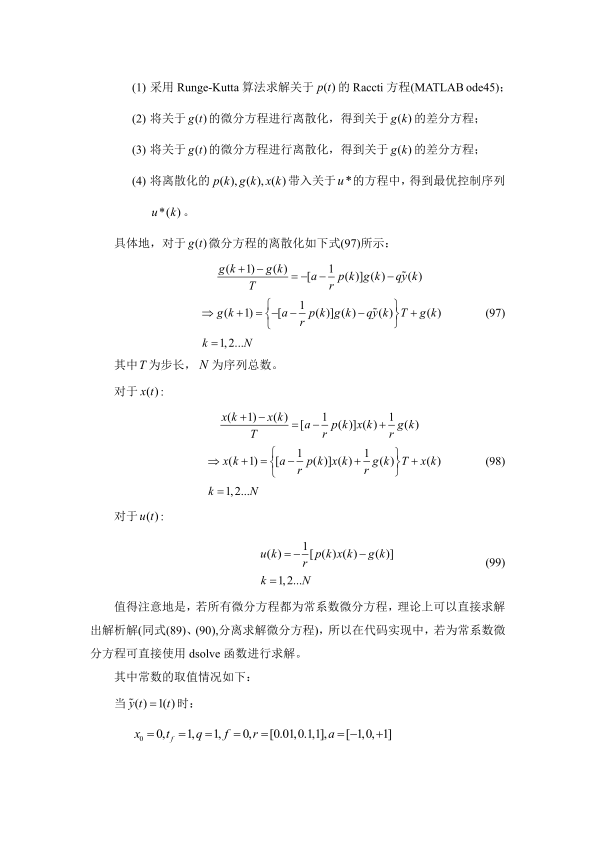 (1) 采用 Runge-Kutta 算法求解关于 p(t) 的 Raccti 方程(MATLAB ode45);
(2) 将关于 g(t) 的微分方程进行离散化，得到关于 g(k) 的差分方程;
(3) 将关于 g(t) 的微分方程进行离散化，得到关于 g(k) 的差分方程;
(4) 将离散化的 p(k), g(k), x(k) 带入关于 u* 的方程中，得到最优控制序列
u*(k) 。
具体地，对于 g(t) 微分方程的离散化如下式(97)所示：
\frac{g(k+1)-g(k)}{T} = -[a - \frac{1}{r} p(k)]g(k) - q\tilde{y}(k)
⇒ g(k+1) = \left\{ -[a - \frac{1}{r} p(k)]g(k) - q\tilde{y}(k) \right\} T + g(k) (97)
k = 1, 2...N
其中 T 为步长， N 为序列总数。
对于 x(t) :
\frac{x(k+1)-x(k)}{T} = [a - \frac{1}{r} p(k)]x(k) + \frac{1}{r} g(k)
⇒ x(k+1) = \left\{ [a - \frac{1}{r} p(k)]x(k) + \frac{1}{r} g(k) \right\} T + x(k) (98)
k = 1, 2...N
对于 u(t) :
u(k) = -\frac{1}{r} [p(k)x(k) - g(k)] (99)
k = 1, 2...N
值得注意地是，若所有微分方程都为常系数微分方程，理论上可以直接求解
出解析解(同式(89)、(90),分离求解微分方程)，所以在代码实现中，若为常系数微
分方程可直接使用 dsolve 函数进行求解。
其中常数的取值情况如下：
当 \tilde{y}(t) = 1(t) 时：
x_0 = 0, t_f = 1, q = 1, f = 0, r = [0.01, 0.1, 1], a = [-1, 0, +1]